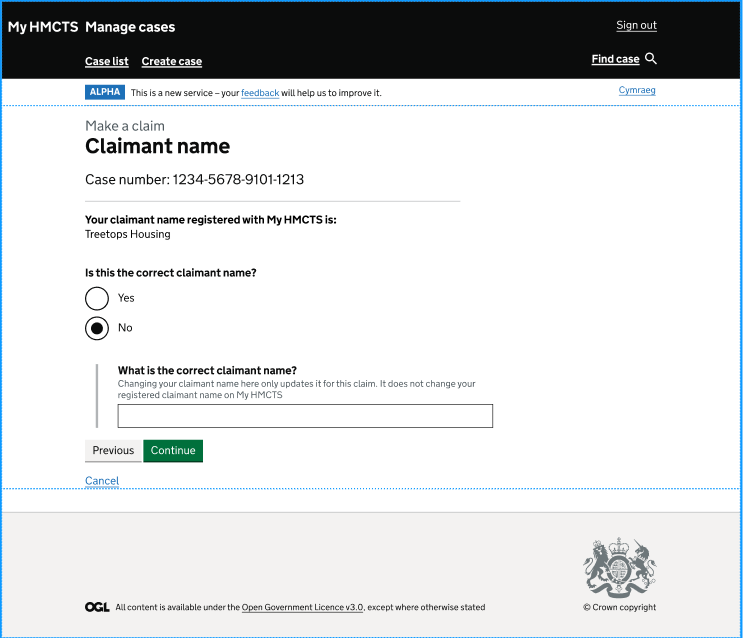 My HMCTS Manage cases
Sign out
Case list Create case
Find case
ALPHA This is a new service – your feedback will help us to improve it.
Cymraeg
Make a claim
Claimant name
Case number: 1234-5678-9101-1213
Your claimant name registered with My HMCTS is:
Treetops Housing
Is this the correct claimant name?
Yes
No
What is the correct claimant name?
Changing your claimant name here only updates it for this claim. It does not change your
registered claimant name on My HMCTS
Previous Continue
Cancel
OGL All content is available under the Open Government Licence v3.0, except where otherwise stated
© Crown copyright